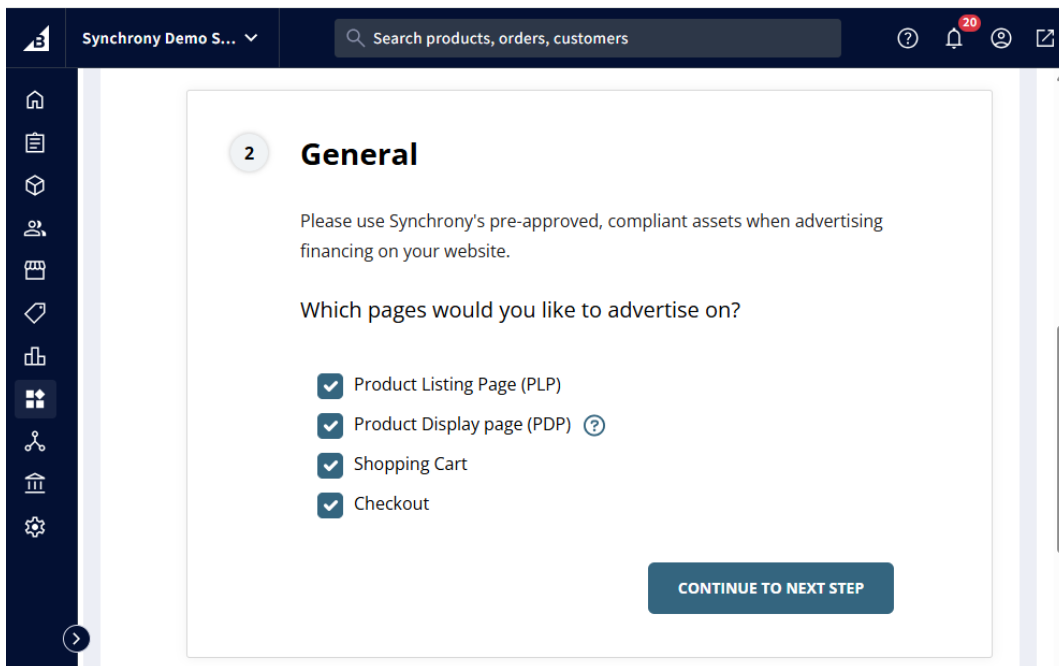 B
Synchrony Demo S...
Search products, orders, customers
?
20
2
General
Please use Synchrony's pre-approved, compliant assets when advertising
financing on your website.
Which pages would you like to advertise on?
Product Listing Page (PLP)
Product Display page (PDP) ?
Shopping Cart
Checkout
CONTINUE TO NEXT STEP